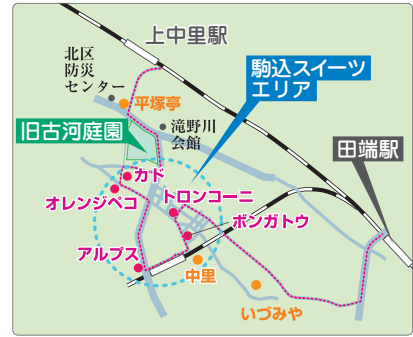 上中里駅
北区
防災
センター
駒込スイーツ
エリア
平塚亭
旧古河庭園
滝野川
会館
田端駅
カド
オレンジペコ
トロンコーニ
ボンガトウ
アルプス
中里
いづみや